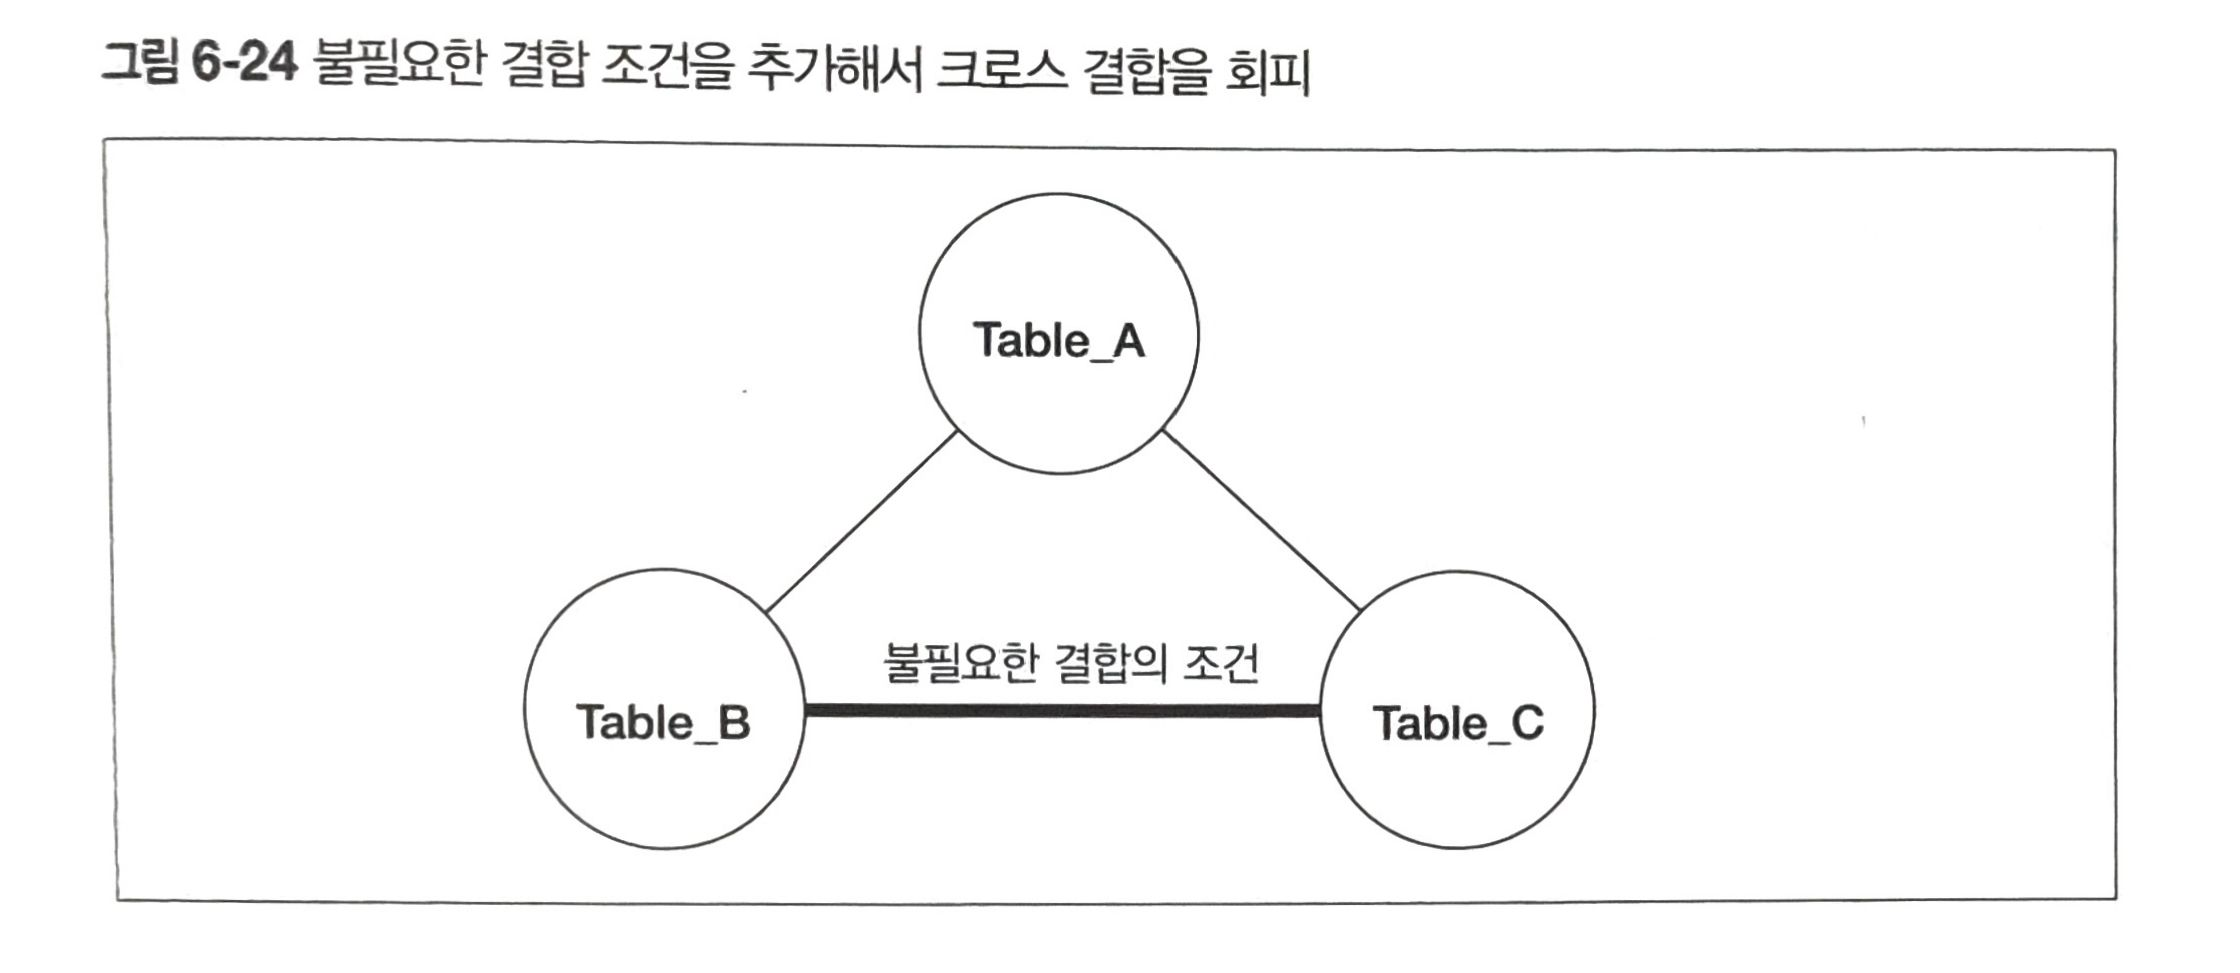 그림 6-24 불필요한 결합 조건을 추가해서 크로스 결합을 회피
Table_A
불필요한 결합의 조건
Table_B
Table_C